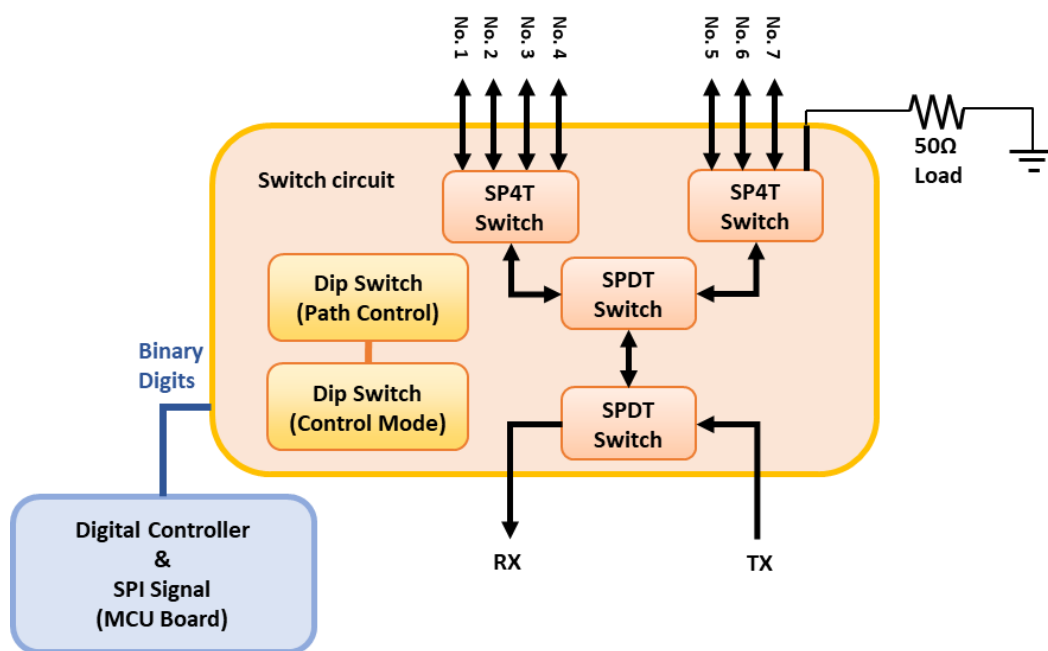 No. 1
No. 2
No. 3
No. 4
No. 5
No. 6
No. 7
50Ω
Load
Switch circuit
SP4T
Switch
SP4T
Switch
Dip Switch
(Path Control)
SPDT
Switch
Binary
Digits
Dip Switch
(Control Mode)
SPDT
Switch
Digital Controller
&
SPI Signal
(MCU Board)
RX
TX